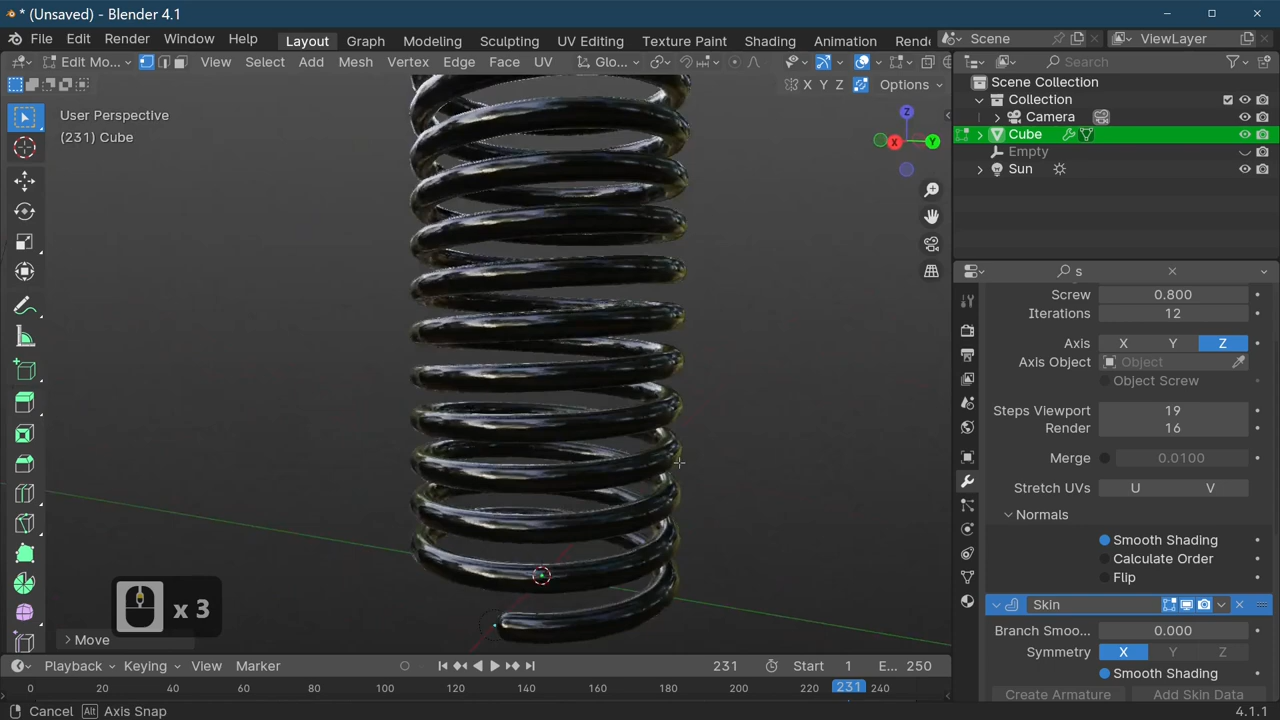 * (Unsaved) - Blender 4.1
File Edit Render Window Help
Layout Graph Modeling Sculpting UV Editing Texture Paint Shading Animation Rende
Scene
ViewLayer
Edit Mo...
View Select Add Mesh Vertex Edge Face UV
Glo...
X Y Z
Options
User Perspective
(231) Cube
Z
X
Y
x 3
Move
Search
Scene Collection
Collection
Camera
Cube
Empty
Sun
s
Screw 0.800
Iterations 12
Axis X Y Z
Axis Object Object
Object Screw
Steps Viewport 19
Render 16
Merge 0.0100
Stretch UVs U V
Normals
Smooth Shading
Calculate Order
Flip
Skin
Branch Smoo... 0.000
Symmetry X Y Z
Smooth Shading
Create Armature Add Skin Data
Playback Keying View Marker
231 Start 1 E... 250
0 20 40 60 80 100 120 140 160 180 200 220 231 240
Cancel Alt Axis Snap
4.1.1